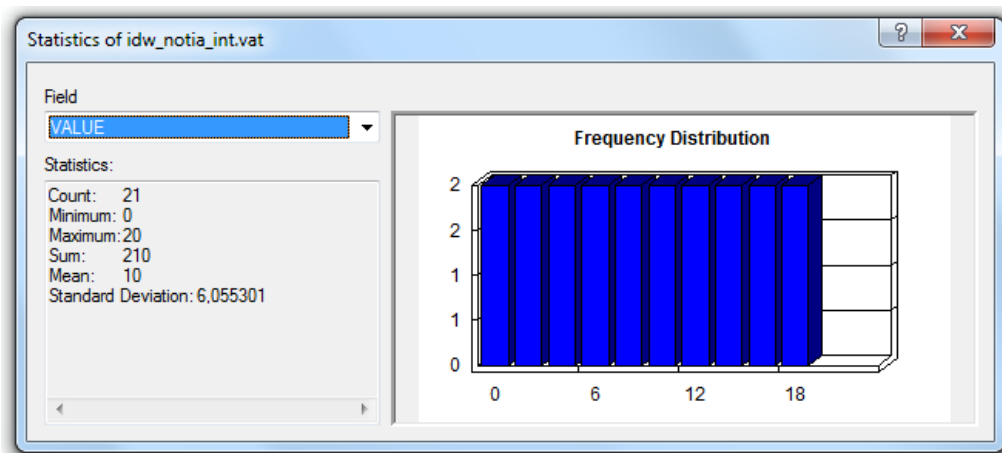 Statistics of idw_notia_int.vat
Field
VALUE
Statistics:
Count: 21
Minimum: 0
Maximum: 20
Sum: 210
Mean: 10
Standard Deviation: 6,055301
Frequency Distribution
2
2
1
1
0
0 6 12 18